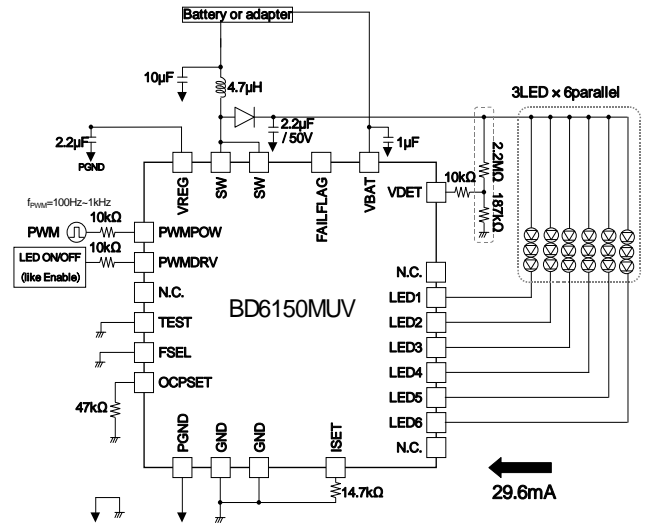 Battery or adapter
10μF
4.7μH
3LED × 6parallel
2.2μF
/ 50V
2.2μF
PGND
1μF
2.2MΩ
187kΩ
10kΩ
VREG
SW
SW
FAILFLAG
VBAT
VDET
fPWM=100Hz~1kHz
10kΩ
PWM
PWMPOW
10kΩ
LED ON/OFF
(like Enable)
PWMDRV
N.C.
N.C.
BD6150MUV
LED1
TEST
LED2
FSEL
LED3
OCPSET
LED4
47kΩ
LED5
LED6
N.C.
PGND
GND
GND
ISET
14.7kΩ
29.6mA